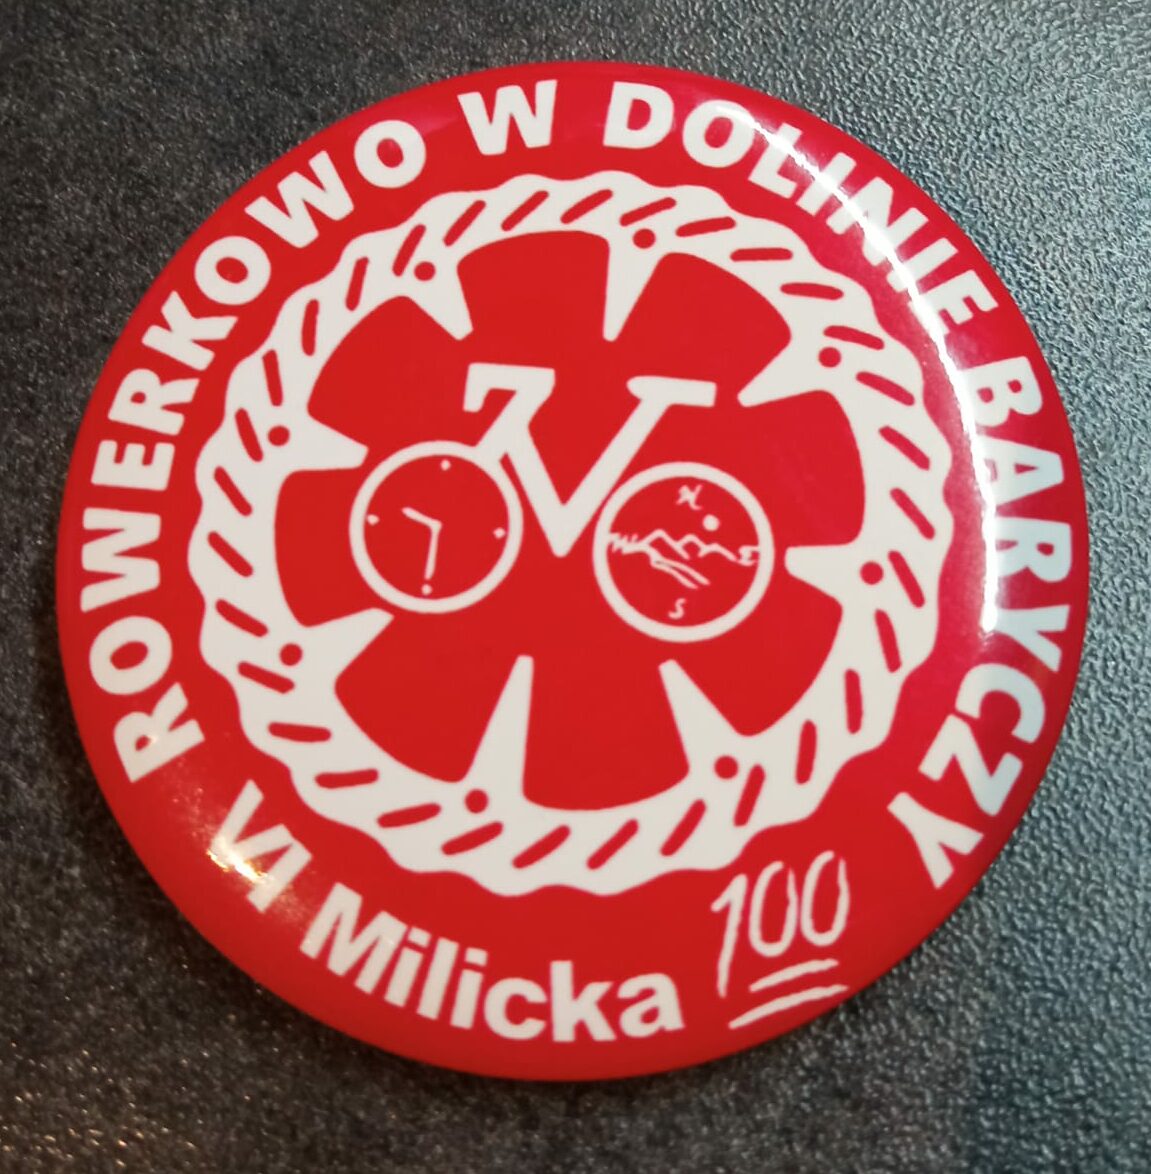 ROWERKOWO W DOLINIE BARYCZY
VI Milicka 100
N
W E
S